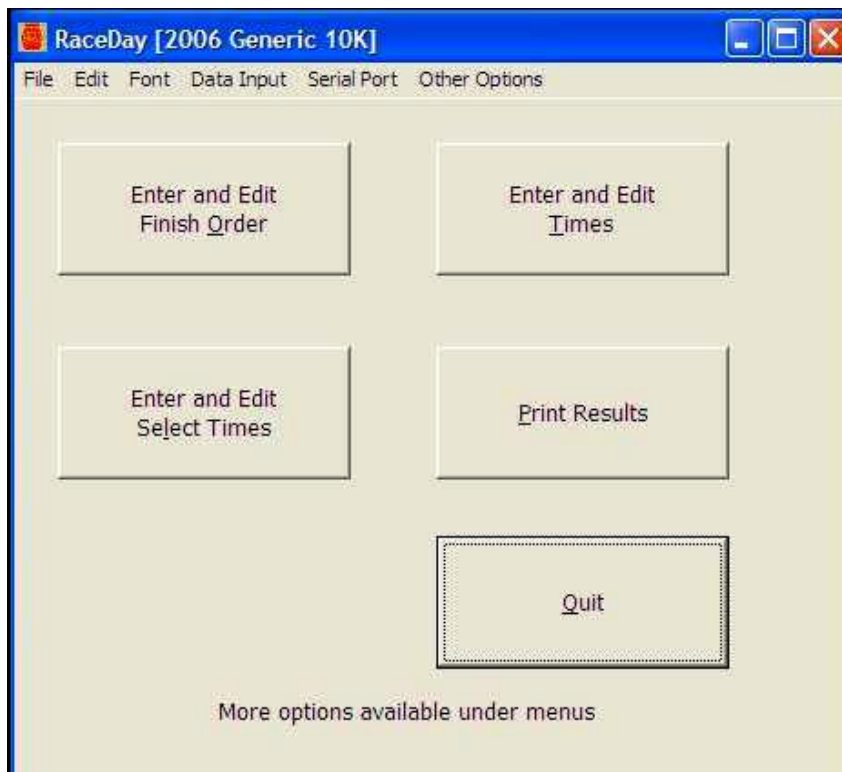 RaceDay [2006 Generic 10K]
File Edit Font Data Input Serial Port Other Options
Enter and Edit
Finish Order
Enter and Edit
Times
Enter and Edit
Select Times
Print Results
Quit
More options available under menus